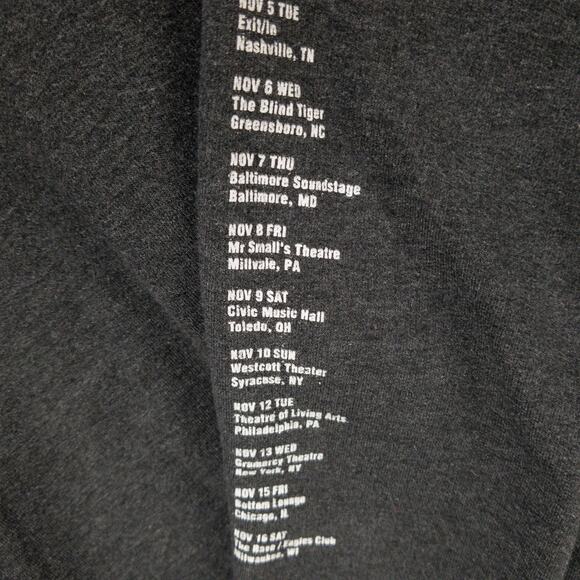 NOV 5 TUE
Exit/In
Nashville, TN
NOV 6 WED
The Blind Tiger
Greensboro, NC
NOV 7 THU
Baltimore Soundstage
Baltimore, MD
NOV 8 FRI
Mr Small's Theatre
Millvale, PA
NOV 9 SAT
Civic Music Hall
Toledo, OH
NOV 10 SUN
Westcott Theater
Syracuse, NY
NOV 12 TUE
Theatre of Living Arts
Philadelphia, PA
NOV 13 WED
Gramercy Theatre
New York, NY
NOV 15 FRI
Bottom Lounge
Chicago, IL
NOV 16 SAT
The Rave / Eagles Club
Milwaukee, WI